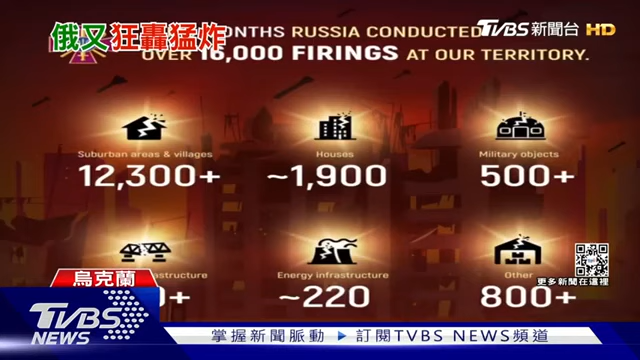 俄又狂轟猛炸
TVBS新聞台 HD
MONTHS RUSSIA CONDUCTED
OVER 16,000 FIRINGS AT OUR TERRITORY.
Suburban areas & villages
12,300+
Houses
~1,900
Military objects
500+
Energy infrastructure
~220
Other
800+
更多新聞在這裡
烏克蘭
TVBS
NEWS
掌握新聞脈動 ▶ 訂閱TVBS NEWS頻道